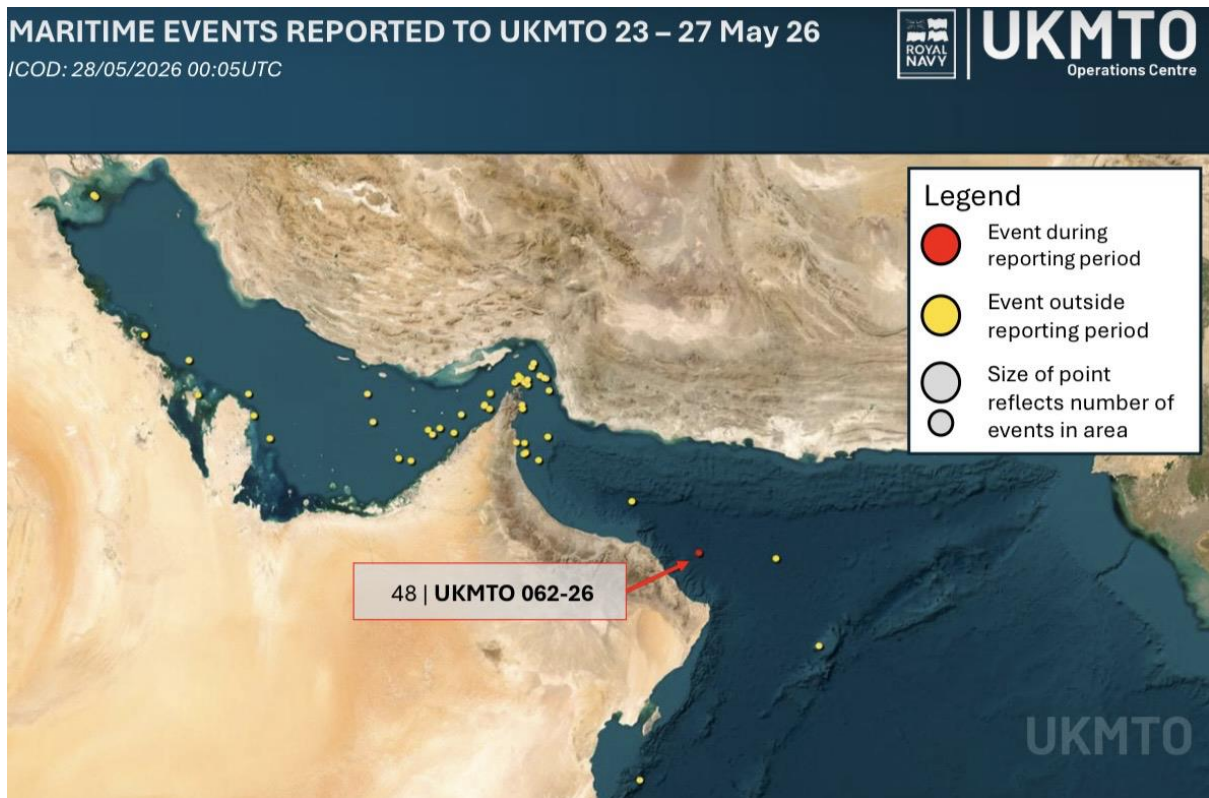 MARITIME EVENTS REPORTED TO UKMTO 23 – 27 May 26
ICOD: 28/05/2026 00:05UTC
ROYAL
NAVY
UKMTO
Operations Centre
Legend
Event during
reporting period
Event outside
reporting period
Size of point
reflects number of
events in area
48 | UKMTO 062-26
UKMTO